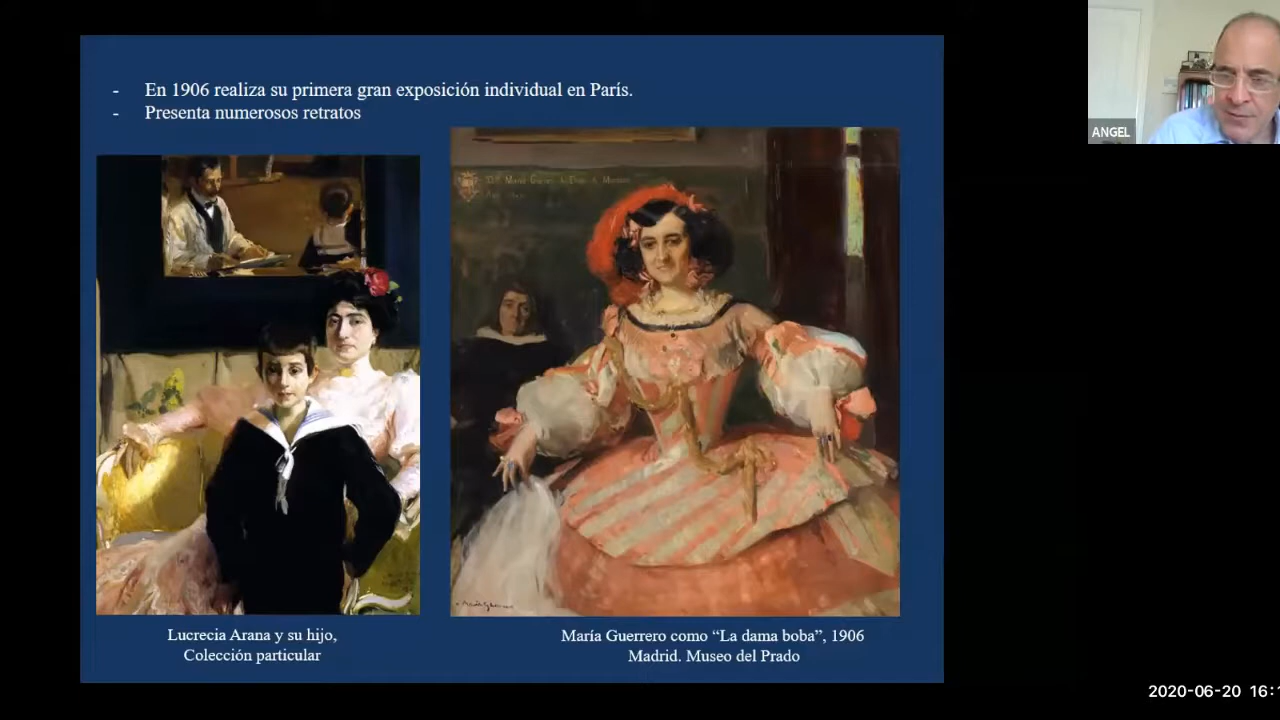 - En 1906 realiza su primera gran exposición individual en París.
- Presenta numerosos retratos
ANGEL
Lucrecia Arana y su hijo,
Colección particular
María Guerrero como “La dama boba”, 1906
Madrid. Museo del Prado
2020-06-20 16:1